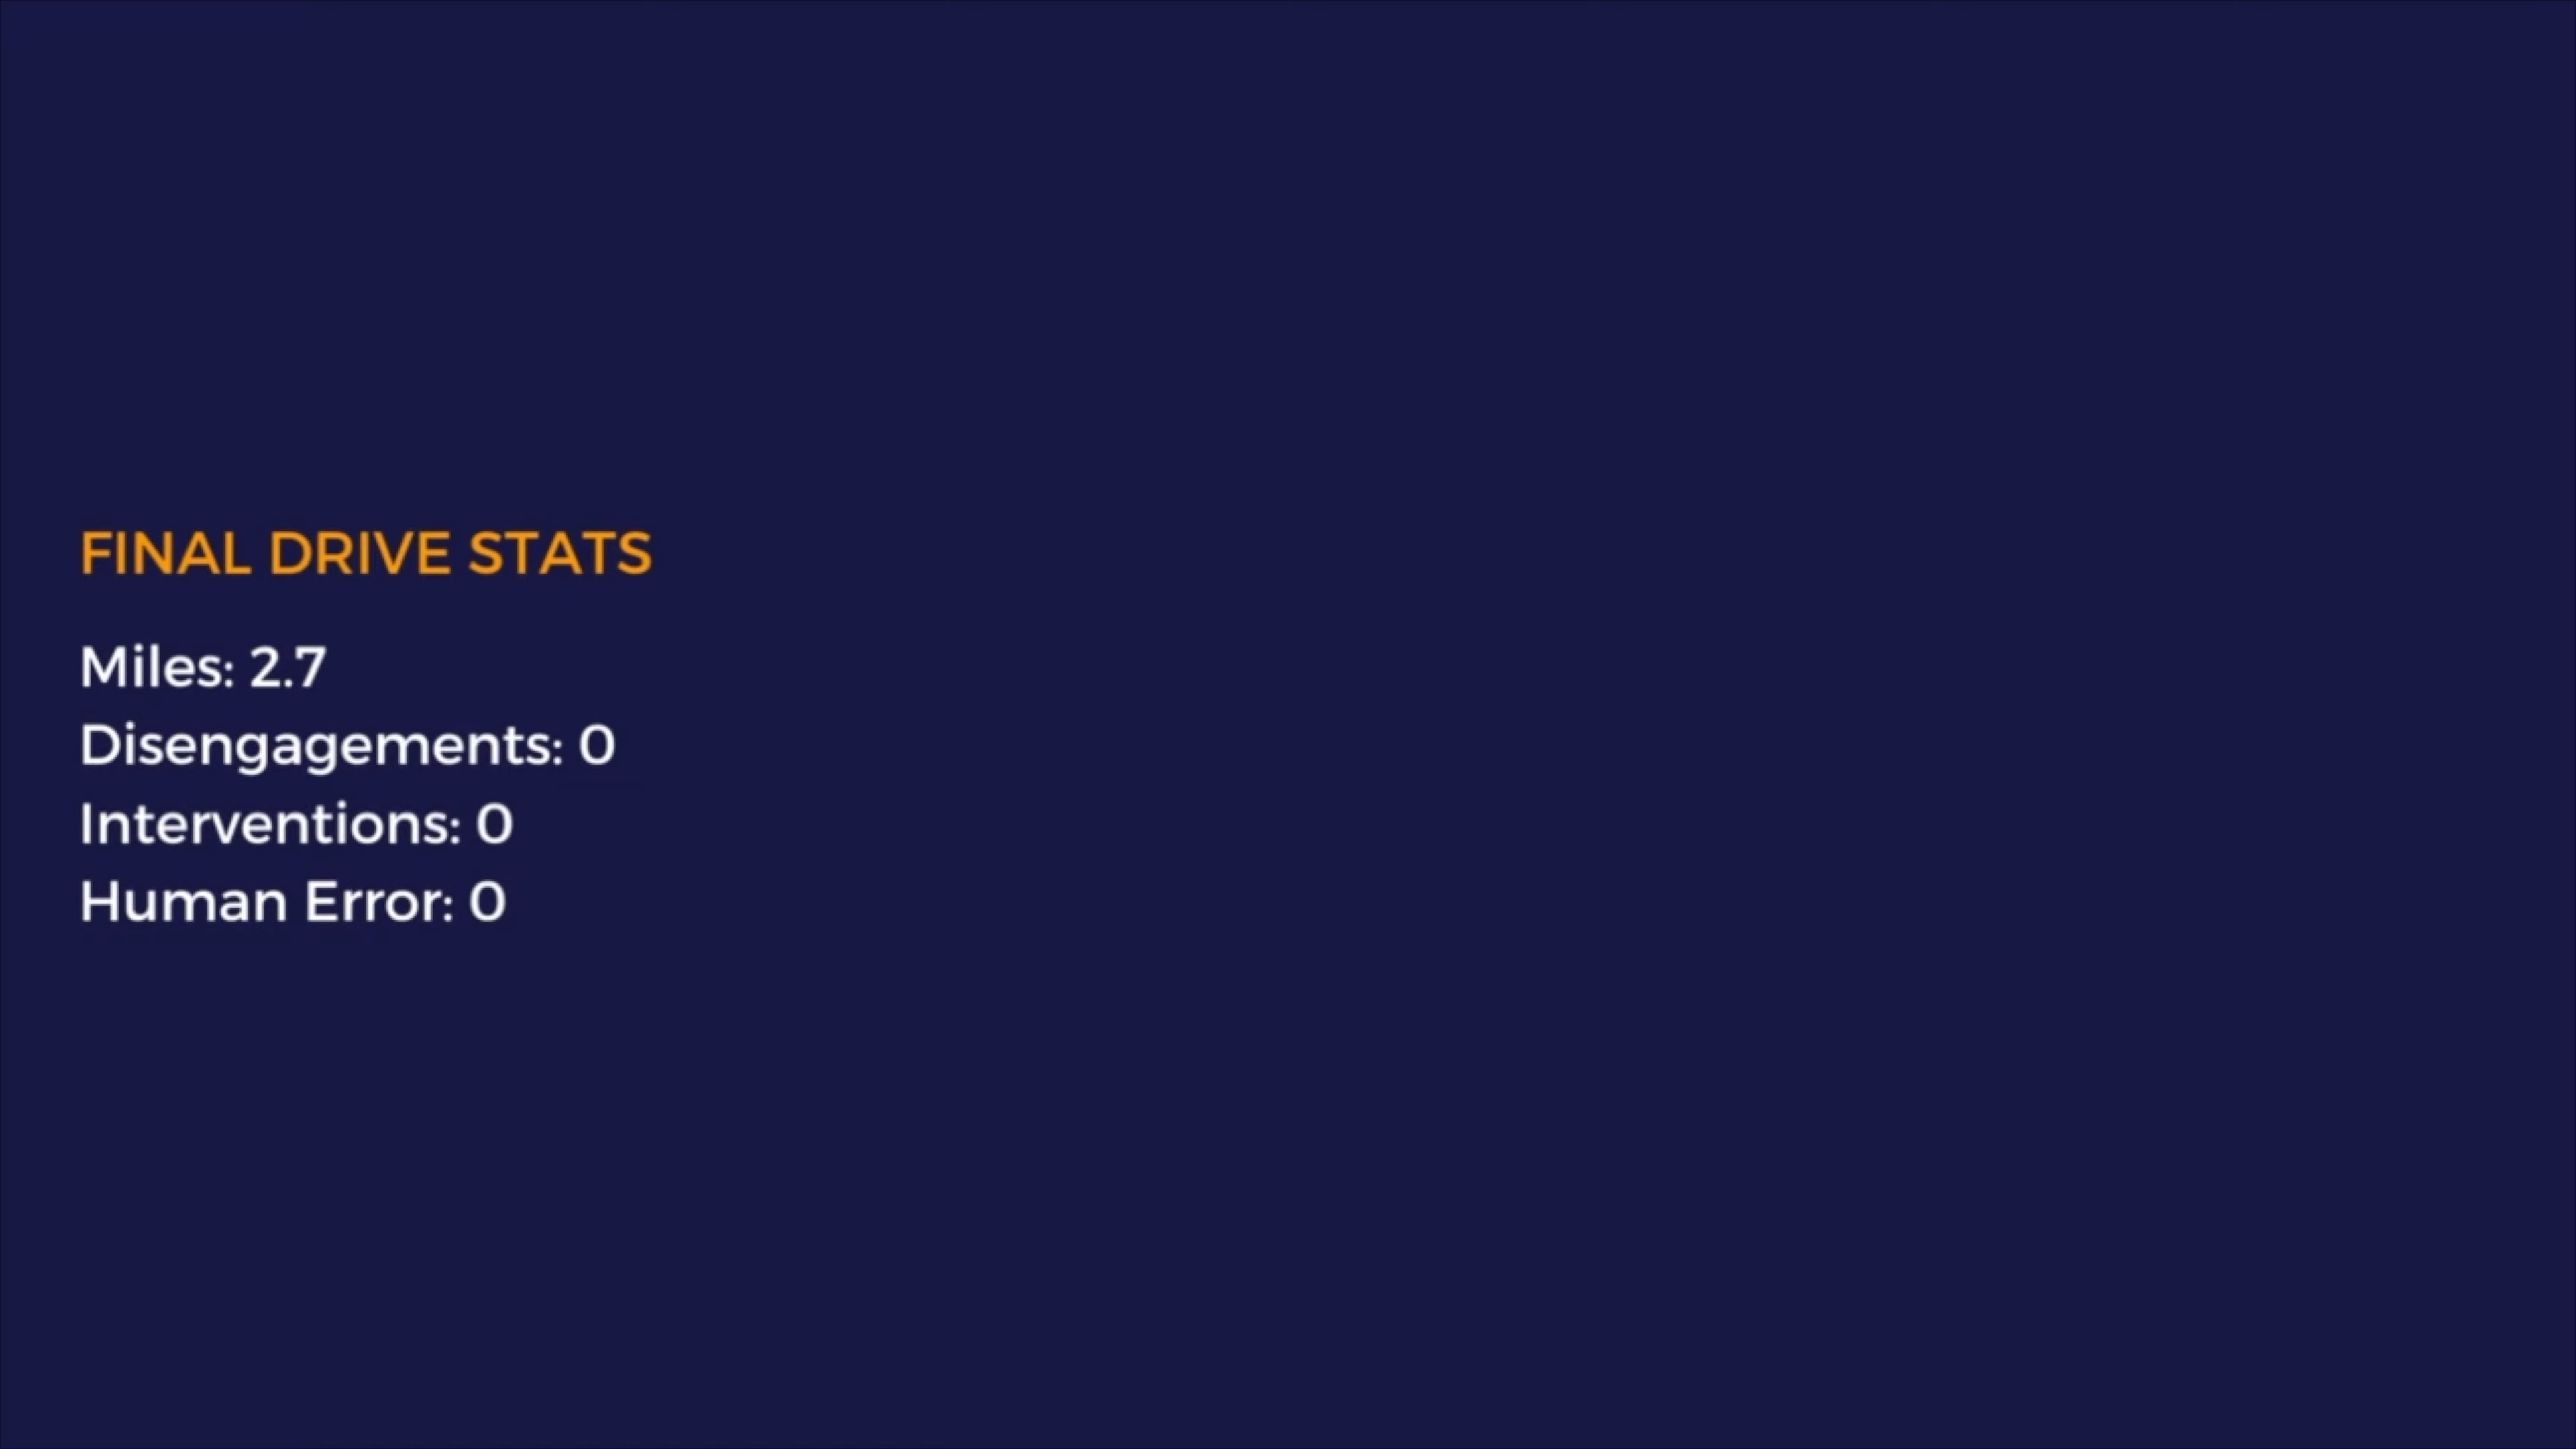 FINAL DRIVE STATS
Miles: 2.7
Disengagements: 0
Interventions: 0
Human Error: 0